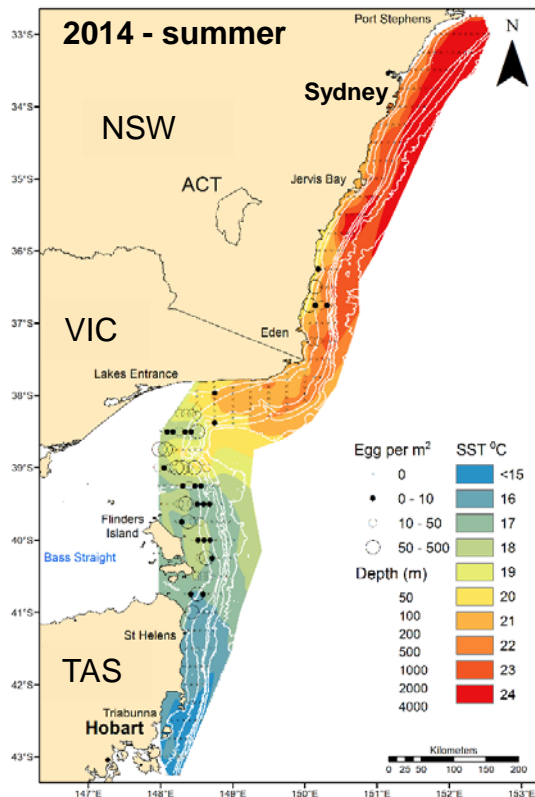 2014 - summer
Port Stephens
N
33°S
Sydney
34°S
NSW
35°S
Jervis Bay
ACT
36°S
37°S
VIC
Eden
Lakes Entrance
38°S
39°S
Flinders
Island
40°S
Bass Straight
41°S
St Helens
TAS
42°S
Triabunna
Hobart
43°S
Egg per m²
0
0 - 10
10 - 50
50 - 500
Depth (m)
50
100
200
500
1000
2000
4000
SST ⁰C
<15
16
17
18
19
20
21
22
23
24
Kilometers
0 25 50 100 150 200
147°E 148°E 149°E 150°E 151°E 152°E 153°E